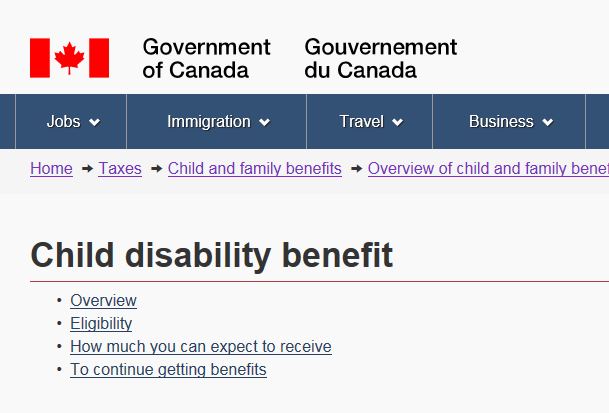 Government of Canada
Gouvernement du Canada
Jobs
Immigration
Travel
Business
Home → Taxes → Child and family benefits → Overview of child and family
Child disability benefit
• Overview
• Eligibility
• How much you can expect to receive
• To continue getting benefits